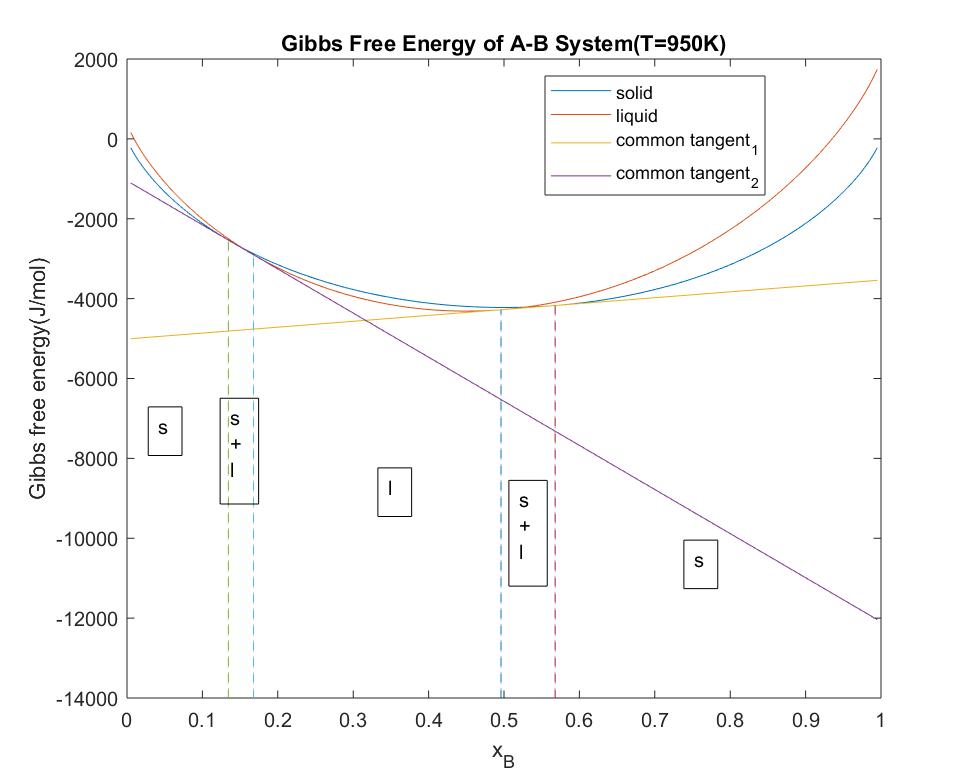 Gibbs Free Energy of A-B System(T=950K)
2000
0
-2000
-4000
-6000
-8000
-10000
-12000
-14000
Gibbs free energy(J/mol)
solid
liquid
common tangent1
common tangent2
s
s
+
l
l
s
+
l
s
0 0.1 0.2 0.3 0.4 0.5 0.6 0.7 0.8 0.9 1
xB